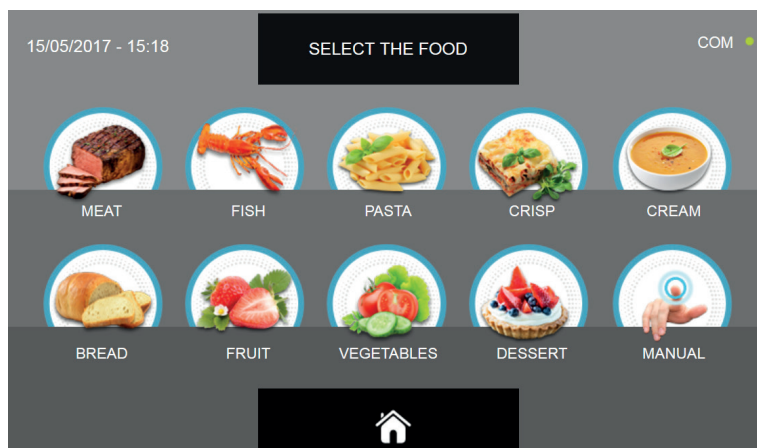 15/05/2017 - 15:18
SELECT THE FOOD
COM
MEAT
FISH
PASTA
CRISP
CREAM
BREAD
FRUIT
VEGETABLES
DESSERT
MANUAL